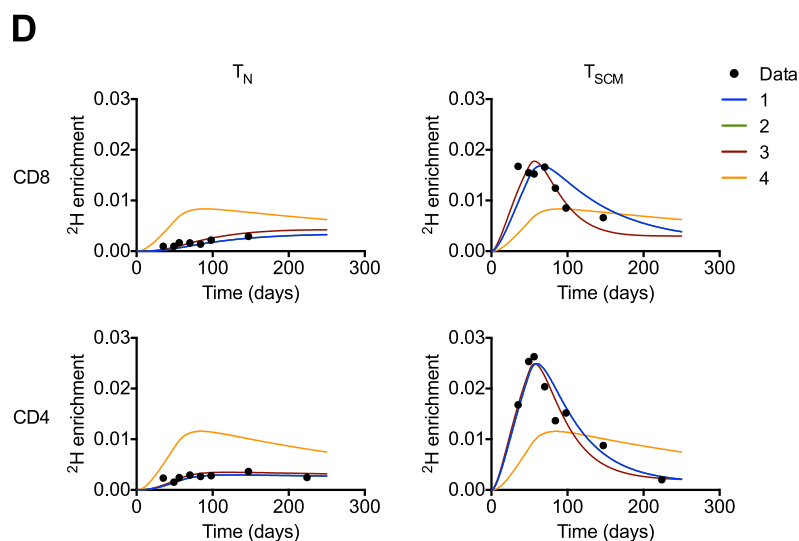 D
T_N
T_SCM
Data
1
2
3
4
CD8
²H enrichment
0.03
0.02
0.01
0.00
0 100 200 300
Time (days)
²H enrichment
0.03
0.02
0.01
0.00
0 100 200 300
Time (days)
CD4
²H enrichment
0.03
0.02
0.01
0.00
0 100 200 300
Time (days)
²H enrichment
0.03
0.02
0.01
0.00
0 100 200 300
Time (days)